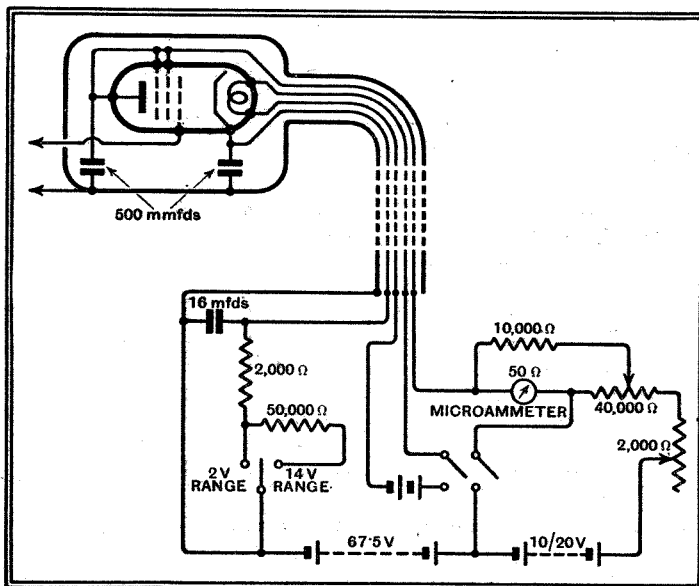 500 mmfds
16 mfds
2,000 Ω
50,000 Ω
2V
RANGE
14V
RANGE.
10,000 Ω
50 Ω
MICROAMMETER
40,000 Ω
2,000 Ω
67·5 V
10/20V